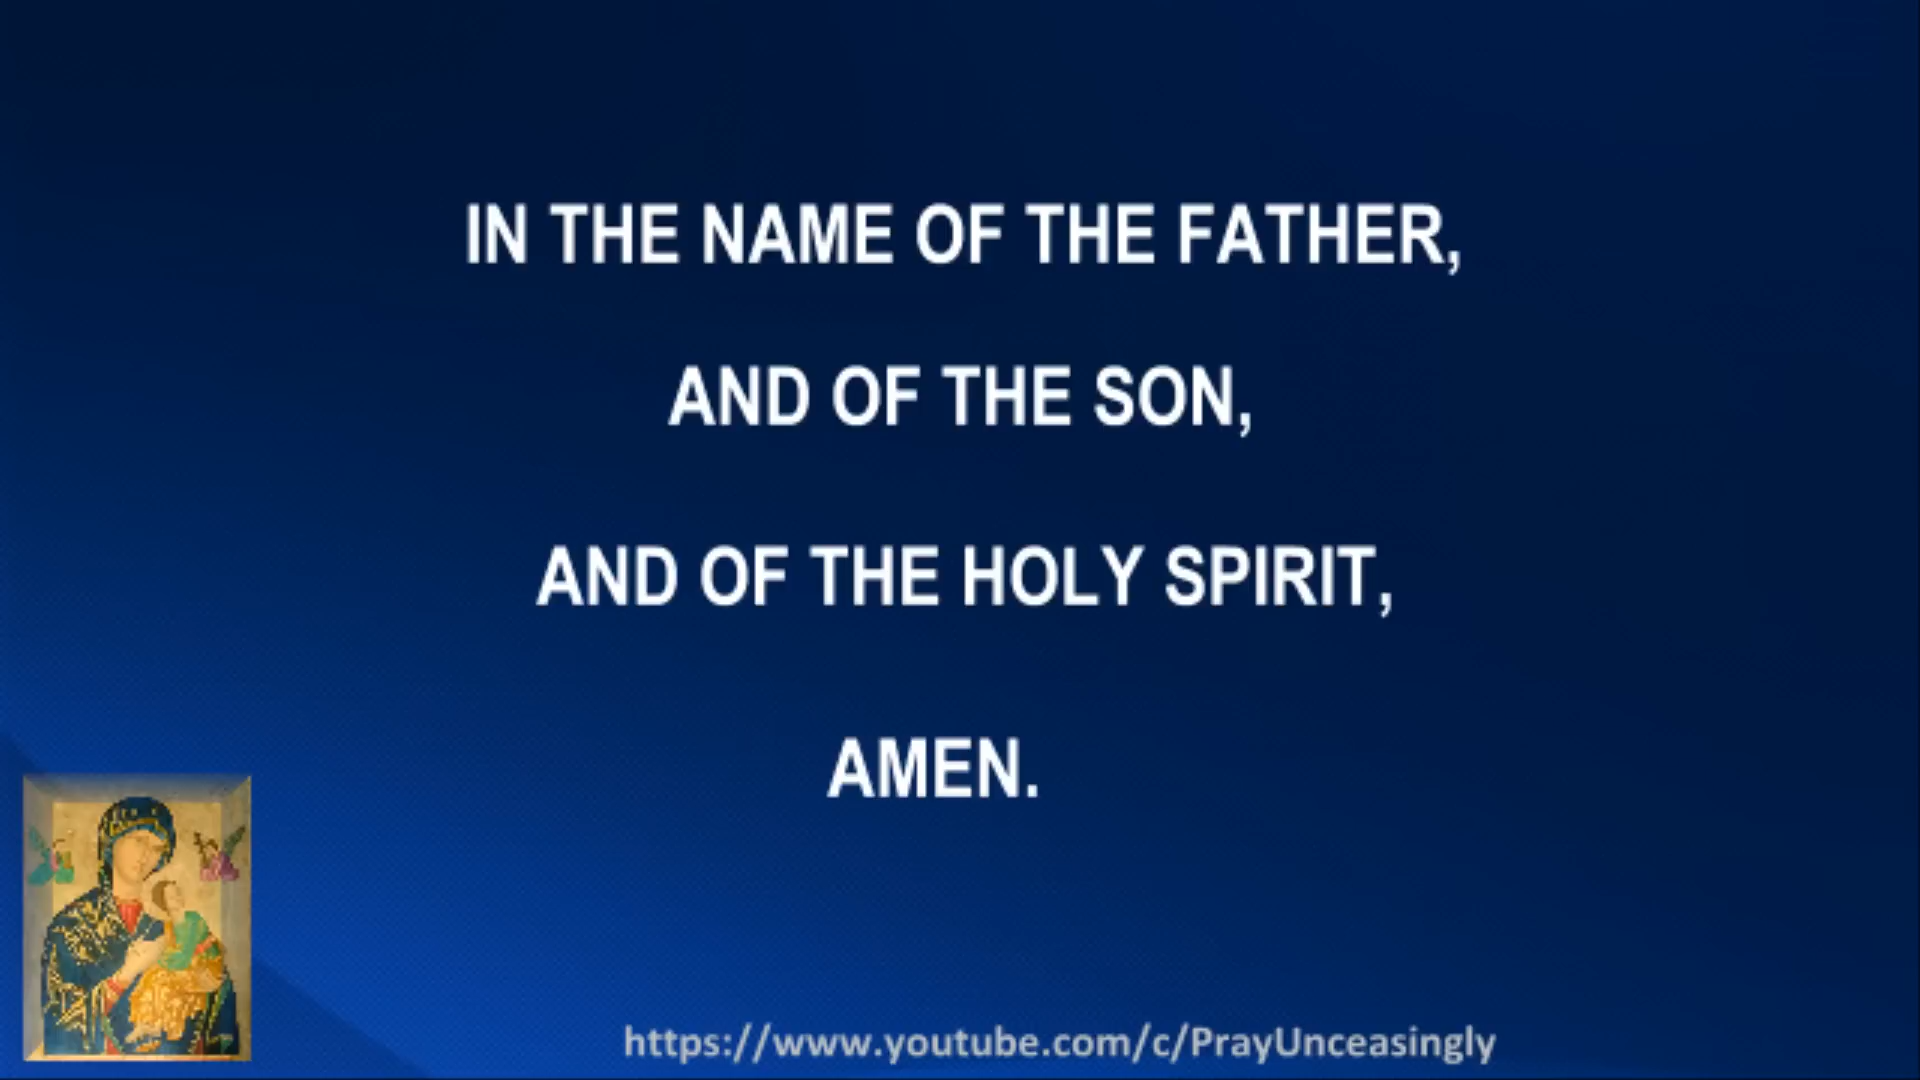 IN THE NAME OF THE FATHER,
AND OF THE SON,
AND OF THE HOLY SPIRIT,
AMEN.
https://www.youtube.com/c/PrayUnceasingly